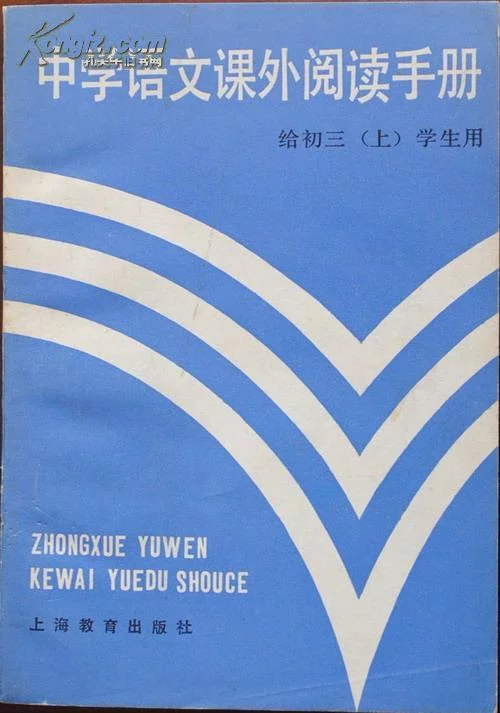 Kongfz.com
孔夫子旧书网
中学语文课外阅读手册
给初三（上）学生用
ZHONGXUE YUWEN
KEWAI YUEDU SHOUCE
上海教育出版社